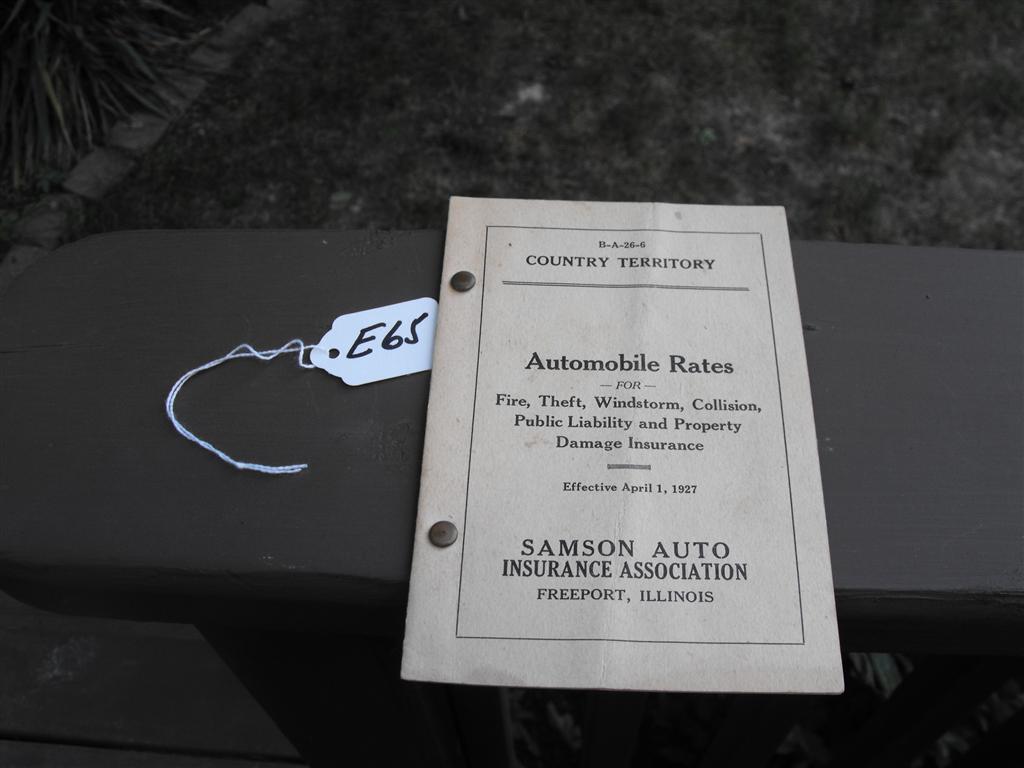 B-A-26-6
COUNTRY TERRITORY
Automobile Rates
— FOR —
Fire, Theft, Windstorm, Collision,
Public Liability and Property
Damage Insurance
Effective April 1, 1927
SAMSON AUTO
INSURANCE ASSOCIATION
FREEPORT, ILLINOIS
E65